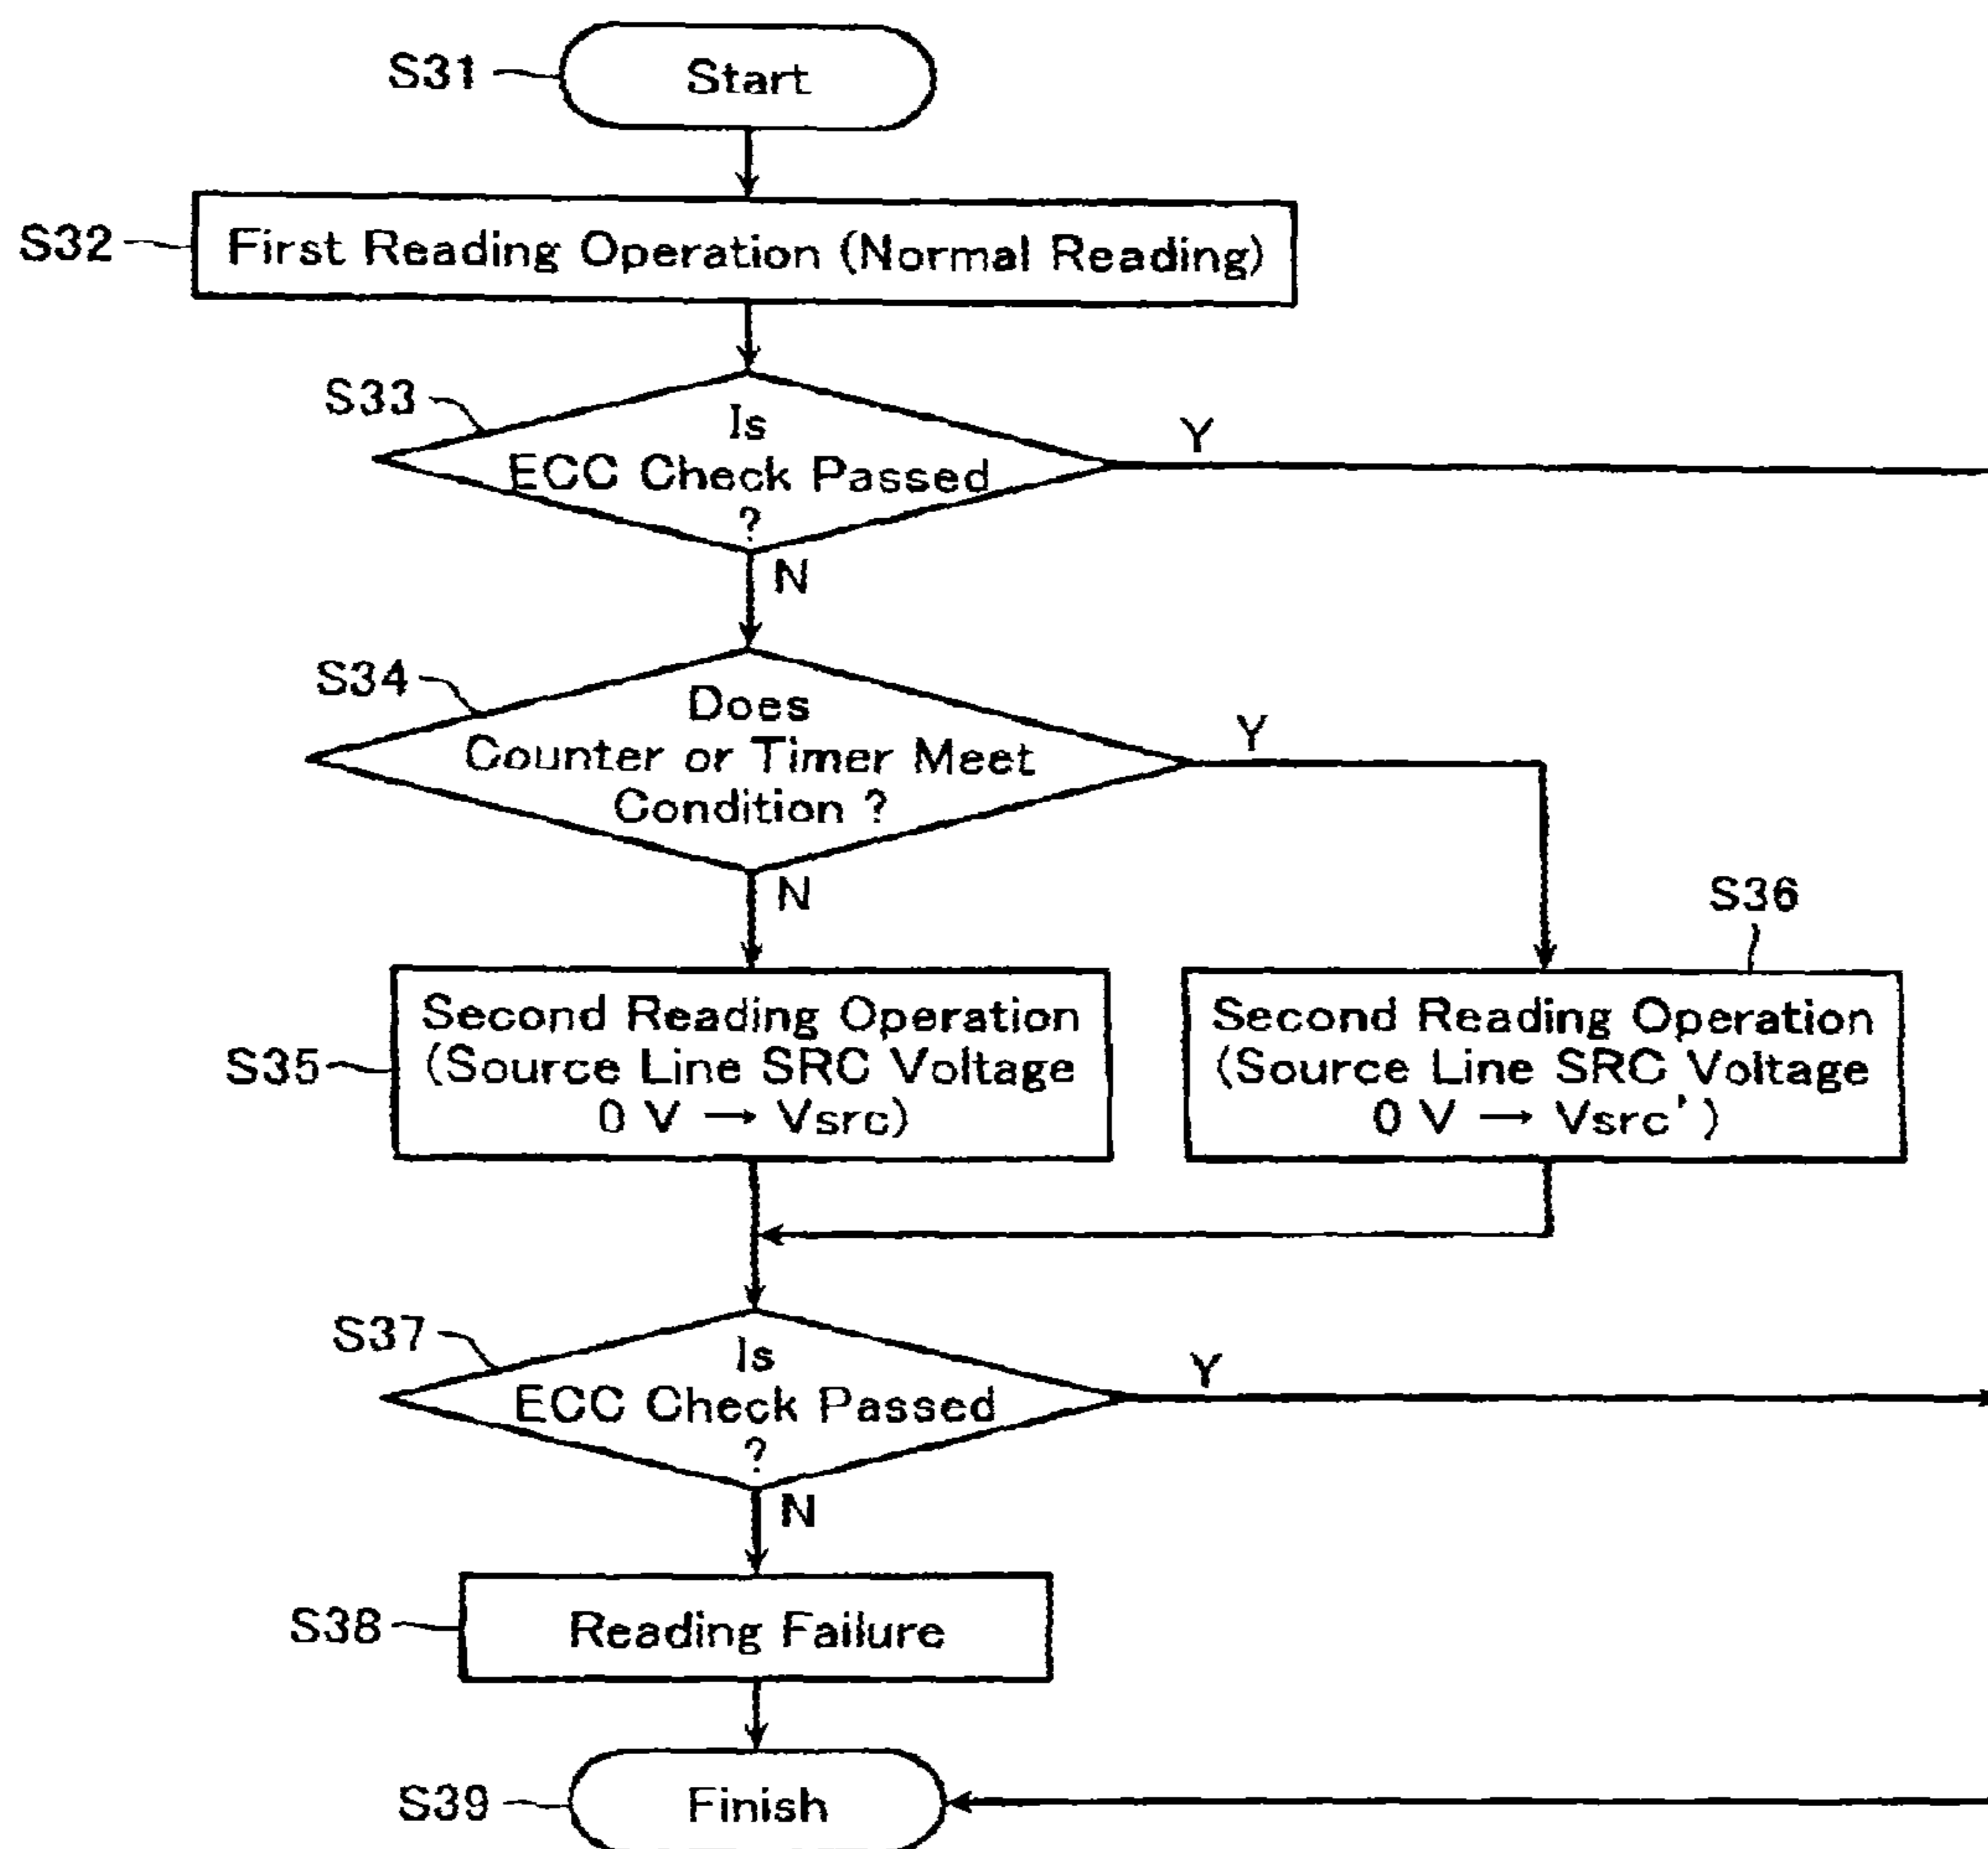 S31
Start
S32
First Reading Operation (Normal Reading)
S33
Is
ECC Check Passed
?
Y
N
S34
Does
Counter or Timer Meet
Condition ?
Y
N
S36
S35
Second Reading Operation
(Source Line SRC Voltage
0 V → Vsrc)
Second Reading Operation
(Source Line SRC Voltage
0 V → Vsrc')
S37
Is
ECC Check Passed
?
Y
N
S38
Reading Failure
S39
Finish